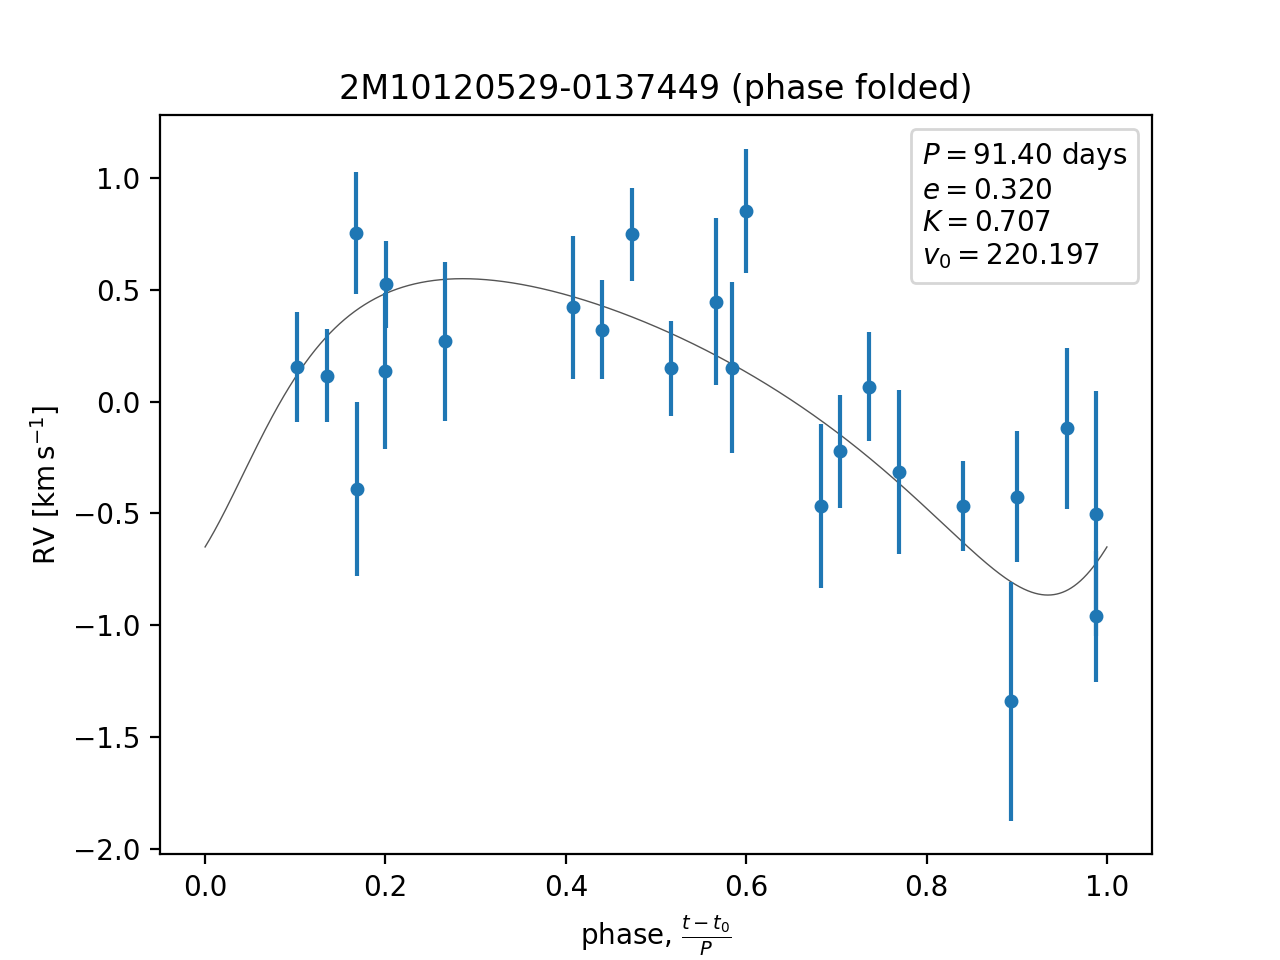 2M10120529-0137449 (phase folded)
P = 91.40 days
e = 0.320
K = 0.707
v₀ = 220.197
RV [km s⁻¹]
1.0
0.5
0.0
−0.5
−1.0
−1.5
−2.0
0.0 0.2 0.4 0.6 0.8 1.0
phase, (t − t₀)/P